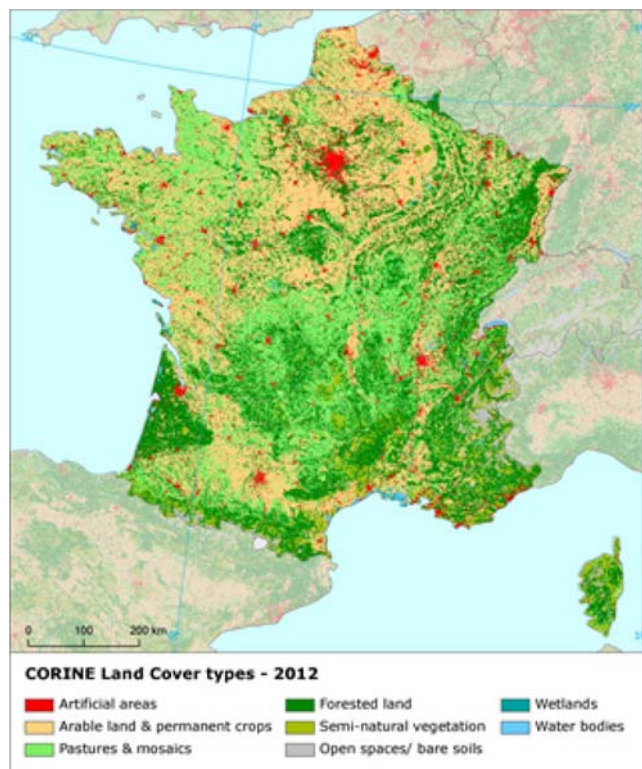 0 100 200 km
CORINE Land Cover types - 2012
Artificial areas
Forested land
Wetlands
Arable land & permanent crops
Semi-natural vegetation
Water bodies
Pastures & mosaics
Open spaces/ bare soils